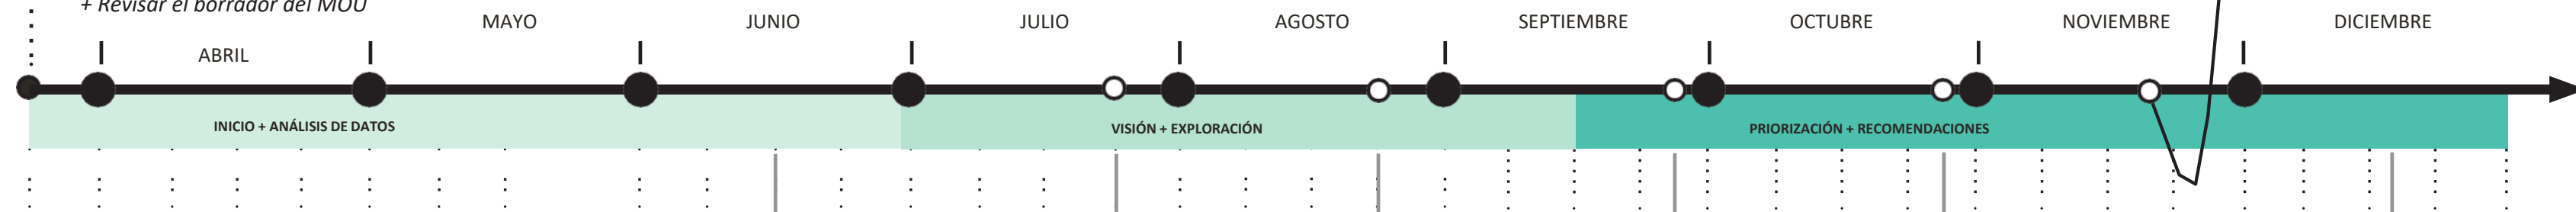 + Revisar el borrador del MOU
MAYO
JUNIO
JULIO
AGOSTO
SEPTIEMBRE
OCTUBRE
NOVIEMBRE
DICIEMBRE
ABRIL
INICIO + ANÁLISIS DE DATOS
VISIÓN + EXPLORACIÓN
PRIORIZACIÓN + RECOMENDACIONES